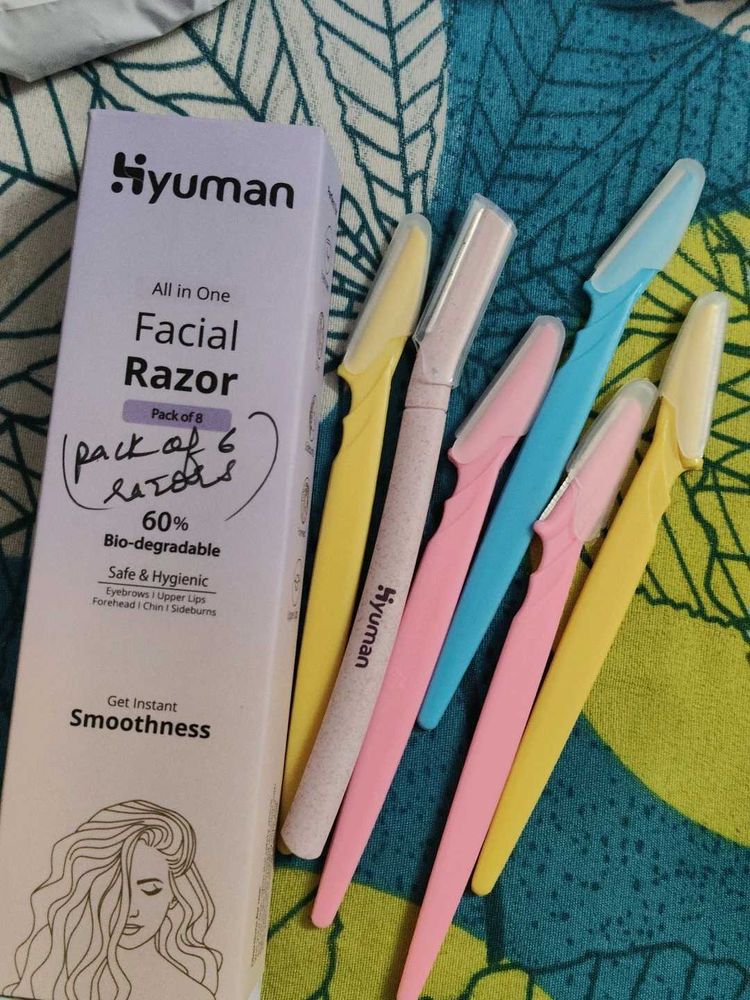 Hyuman
All in One
Facial
Razor
Pack of 8
(pack of 6
razors)
60%
Bio-degradable
Safe & Hygienic
Eyebrows I Upper Lips
Forehead I Chin I Sideburns
Get Instant
Smoothness
Hyuman